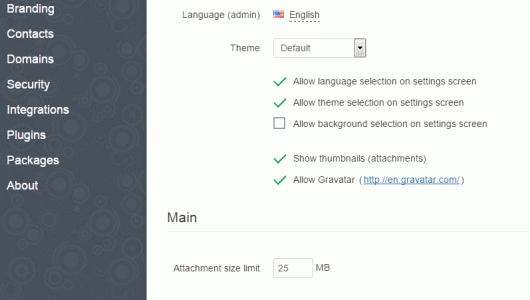 Branding
Contacts
Domains
Security
Integrations
Plugins
Packages
About
Language (admin) English
Theme Default
Allow language selection on settings screen
Allow theme selection on settings screen
Allow background selection on settings screen
Show thumbnails (attachments)
Allow Gravatar ( http://en.gravatar.com/ )
Main
Attachment size limit 25 MB